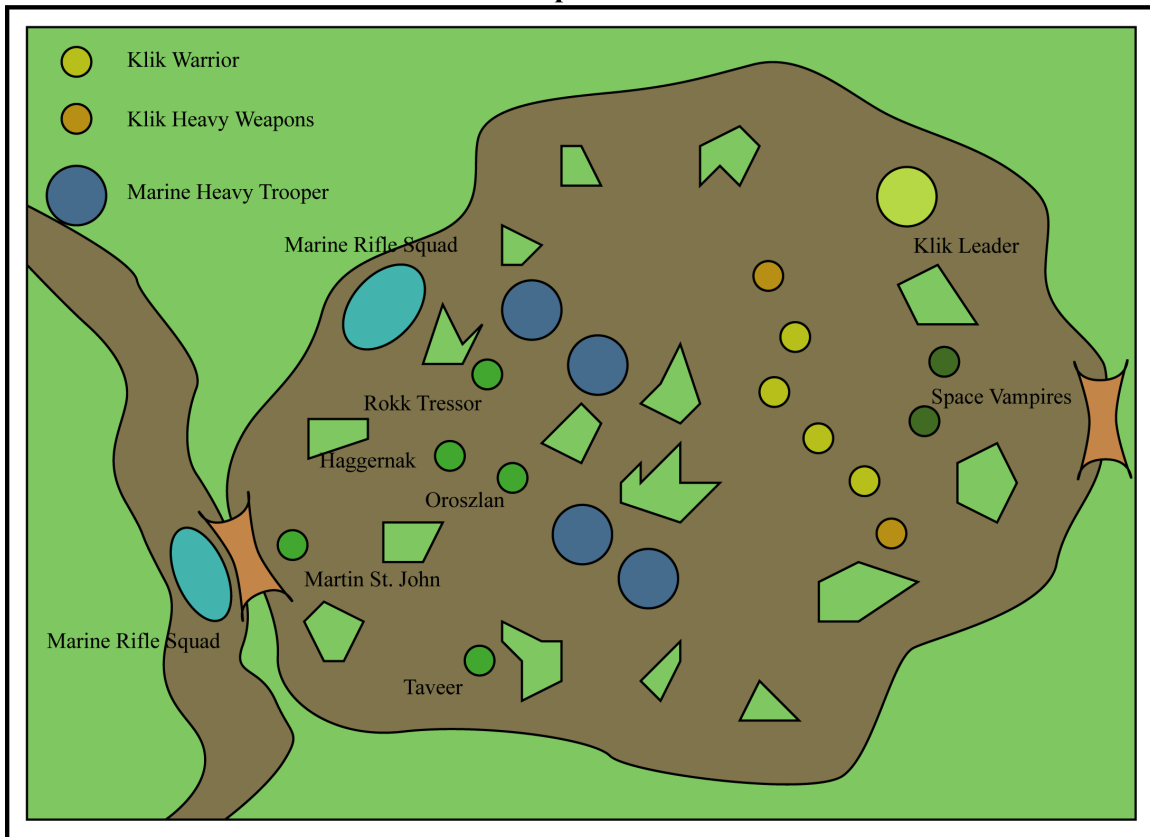 Klik Warrior
Klik Heavy Weapons
Marine Heavy Trooper
Marine Rifle Squad
Klik Leader
Rokk Tressor
Space Vampires
Haggernak
Oroszlan
Martin St. John
Marine Rifle Squad
Taveer